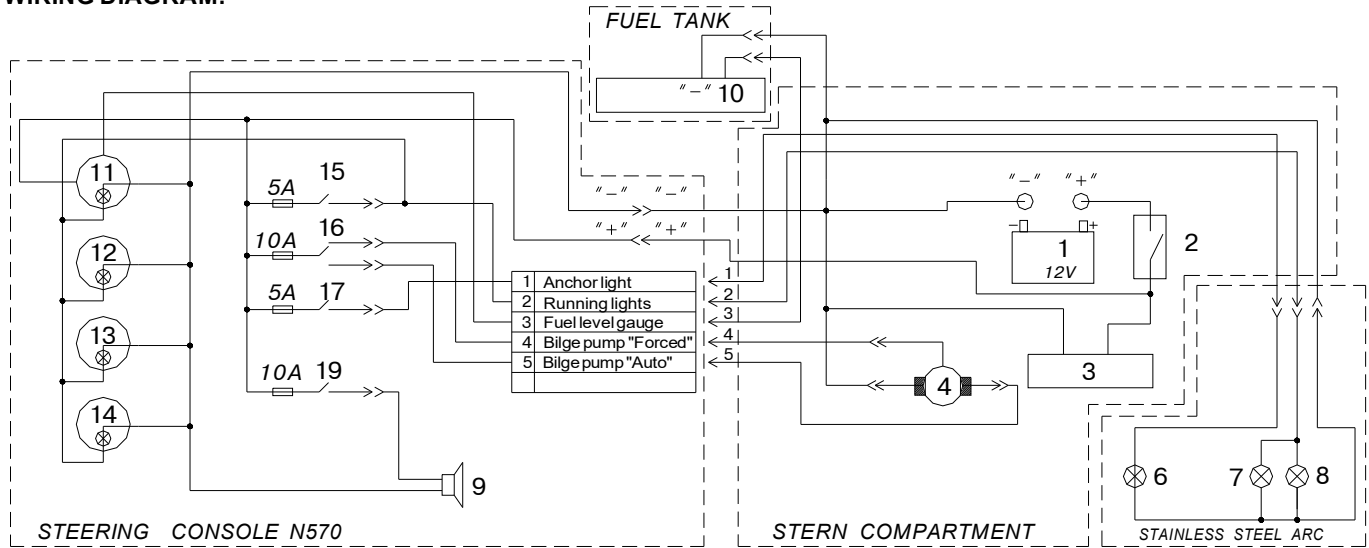 WIRING DIAGRAM:
FUEL TANK
"–" 10
11
12
13
14
5A 15
10A 16
5A 17
10A 19
9
"–" "–"
"+" "+"
1 Anchor light 1
2 Running lights 2
3 Fuel level gauge 3
4 Bilge pump "Forced" 4
5 Bilge pump "Auto" 5
"–" "+"
– +
1
12V
2
3
4
6
7
8
STEERING CONSOLE N570
STERN COMPARTMENT
STAINLESS STEEL ARC